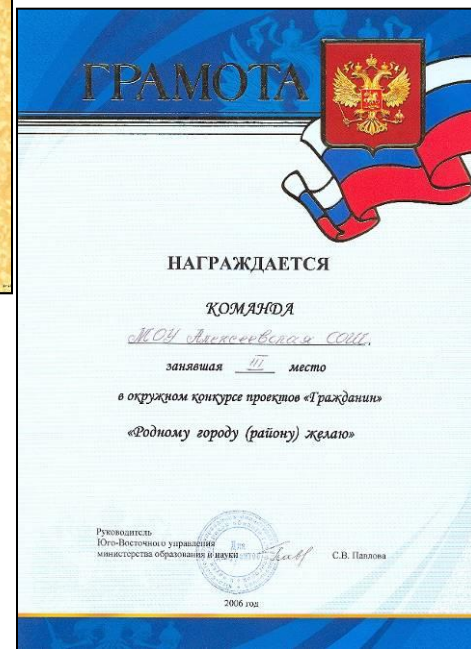 ГРАМОТА
НАГРАЖДАЕТСЯ
КОМАНДА
МОУ Алексеевская СОШ,
занявшая III место
в окружном конкурсе проектов «Гражданин»
«Родному городу (району) желаю»
Руководитель
Юго-Восточного управления
министерства образования и науки С.В. Павлова
2006 год